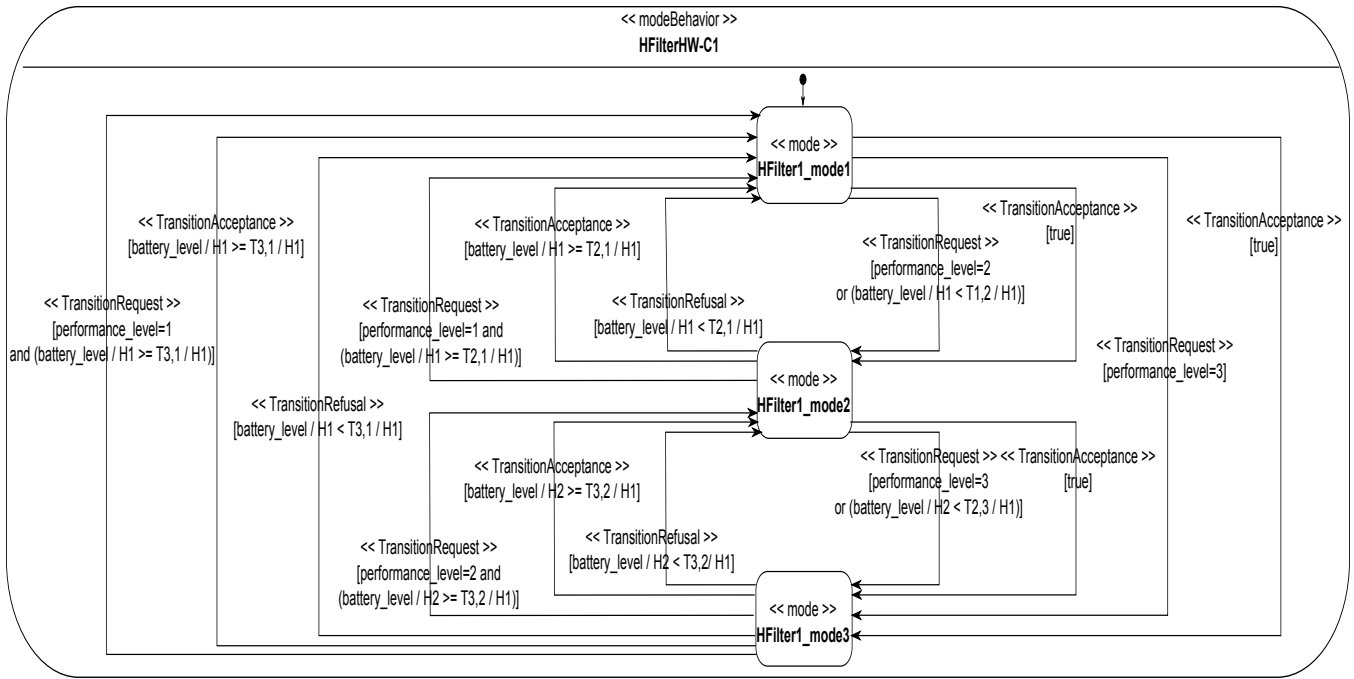 << modeBehavior >>
HFilterHW-C1
<< mode >>
HFilter1_mode1
<< TransitionAcceptance >>
[battery_level / H1 >= T3,1 / H1]
<< TransitionAcceptance >>
[battery_level / H1 >= T2,1 / H1]
<< TransitionRequest >>
[performance_level=2
or (battery_level / H1 < T1,2 / H1)]
<< TransitionAcceptance >>
[true]
<< TransitionAcceptance >>
[true]
<< TransitionRequest >>
[performance_level=1
and (battery_level / H1 >= T3,1 / H1)]
<< TransitionRequest >>
[performance_level=1 and
(battery_level / H1 >= T2,1 / H1)]
<< TransitionRefusal >>
[battery_level / H1 < T2,1 / H1]
<< TransitionRequest >>
[performance_level=3]
<< mode >>
HFilter1_mode2
<< TransitionRefusal >>
[battery_level / H1 < T3,1 / H1]
<< TransitionAcceptance >>
[battery_level / H2 >= T3,2 / H1]
<< TransitionRequest >>
[performance_level=3
or (battery_level / H2 < T2,3 / H1)]
<< TransitionAcceptance >>
[true]
<< TransitionRequest >>
[performance_level=2 and
(battery_level / H2 >= T3,2 / H1)]
<< TransitionRefusal >>
[battery_level / H2 < T3,2/ H1]
<< mode >>
HFilter1_mode3